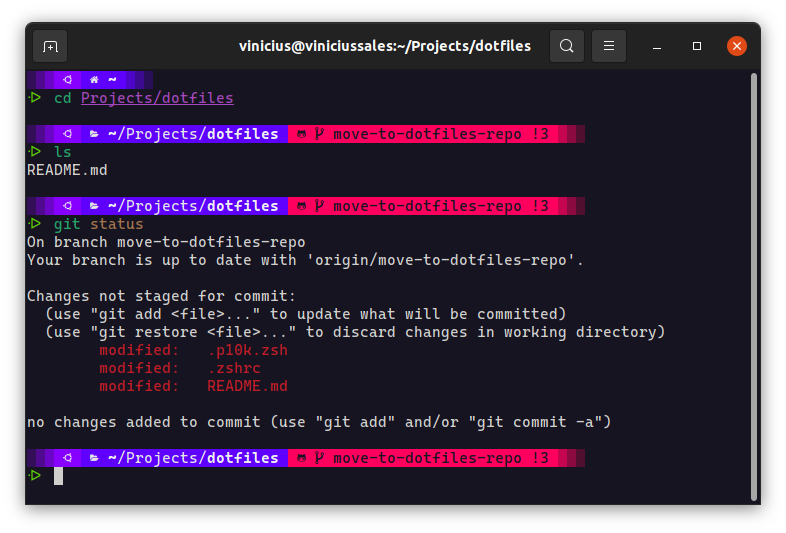 vinicius@viniciussales:~/Projects/dotfiles
~
cd Projects/dotfiles
~/Projects/dotfiles move-to-dotfiles-repo !3
ls
README.md
~/Projects/dotfiles move-to-dotfiles-repo !3
git status
On branch move-to-dotfiles-repo
Your branch is up to date with 'origin/move-to-dotfiles-repo'.
Changes not staged for commit:
(use "git add <file>..." to update what will be committed)
(use "git restore <file>..." to discard changes in working directory)
modified: .p10k.zsh
modified: .zshrc
modified: README.md
no changes added to commit (use "git add" and/or "git commit -a")
~/Projects/dotfiles move-to-dotfiles-repo !3